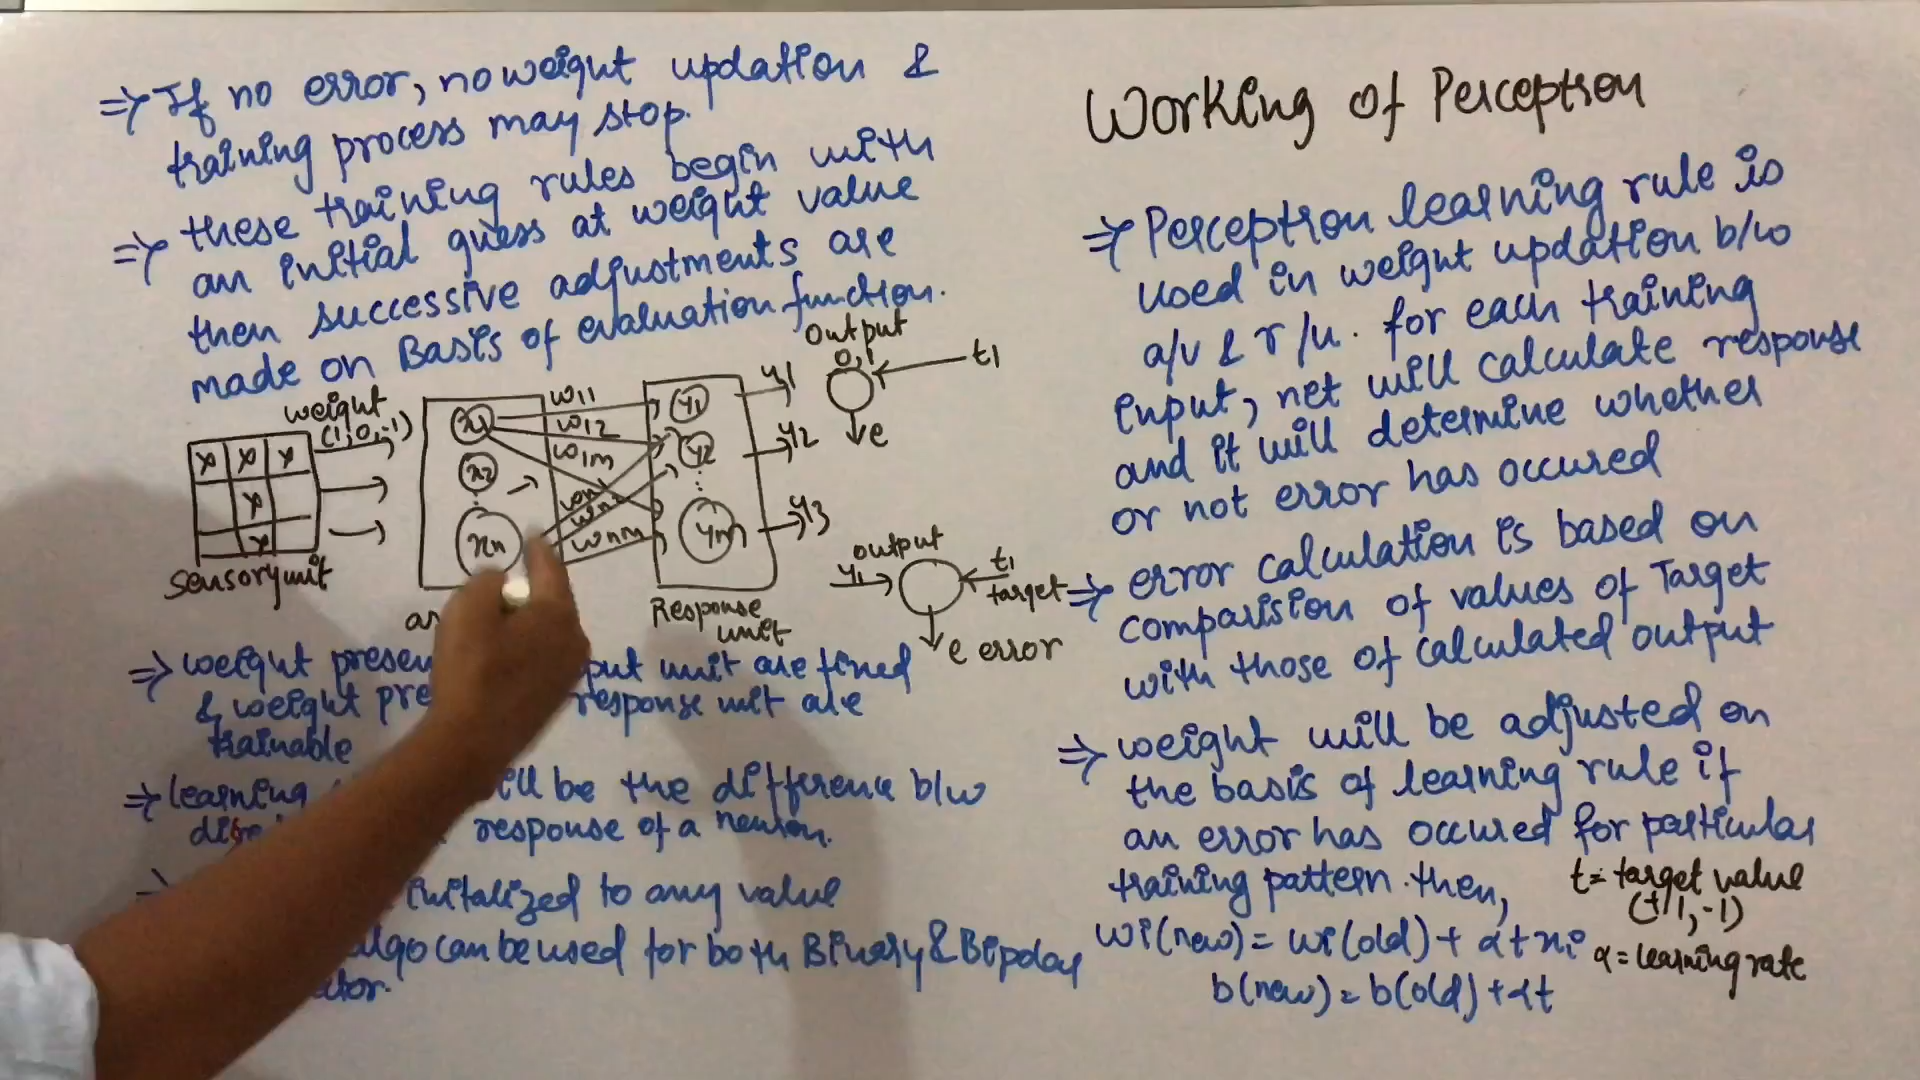 => If no error, no weight updation &
training process may stop.
=> these training rules begin with
an initial guess at weight value
then successive adjustments are
made on Basis of evaluation function.
weight
(1, 0, -1)
x x x
x
x
Sensory unit
x1
x2
xn
w11
w12
w1m
wn1
wnm
y1
y2
ym
Response
unit
y1
y2
y3
output
0,1
t1
e
output
y1
t1
target
e error
=> weight put unit are fixed
& weight response unit are
trainable
=> learning ill be the difference b/w
response of a neuron.
=> initalized to any value
algo can be used for both Binary & Bipolar
Working of Perceptron
=> Perceptron learning rule is
used in weight updation b/w
a/u & r/u. for each training
input, net will calculate response
and it will determine whether
or not error has occured
=> error calculation is based on
comparision of values of Target
with those of calculated output
=> weight will be adjusted on
the basis of learning rule if
an error has occured for particular
training pattern. then,
t = target value
(+1, -1)
wi(new) = wi(old) + αtxi
α = learning rate
b(new) = b(old) + αt